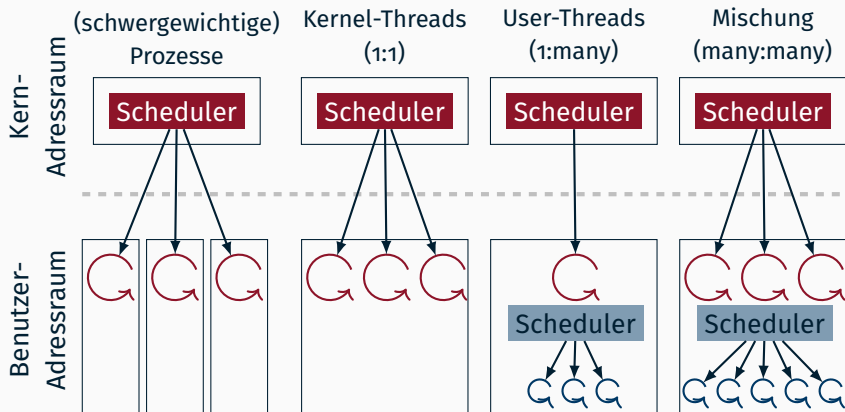 (schwergewichtige)
Prozesse
Kernel-Threads
(1:1)
User-Threads
(1:many)
Mischung
(many:many)
Kern-
Adressraum
Scheduler
Scheduler
Scheduler
Scheduler
Benutzer-
Adressraum
Scheduler
Scheduler